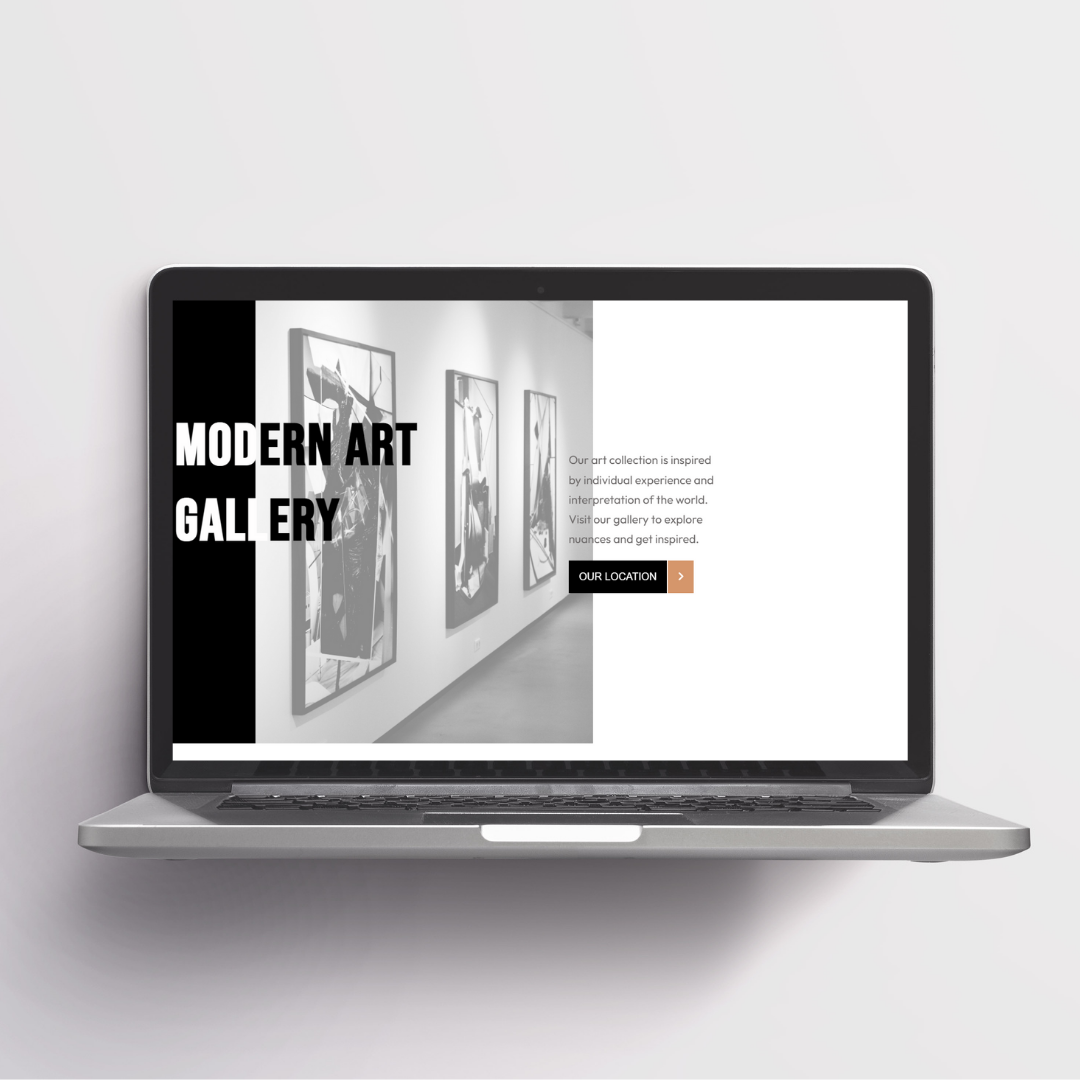 MODERN ART
GALLERY
Our art collection is inspired
by individual experience and
interpretation of the world.
Visit our gallery to explore
nuances and get inspired.
OUR LOCATION